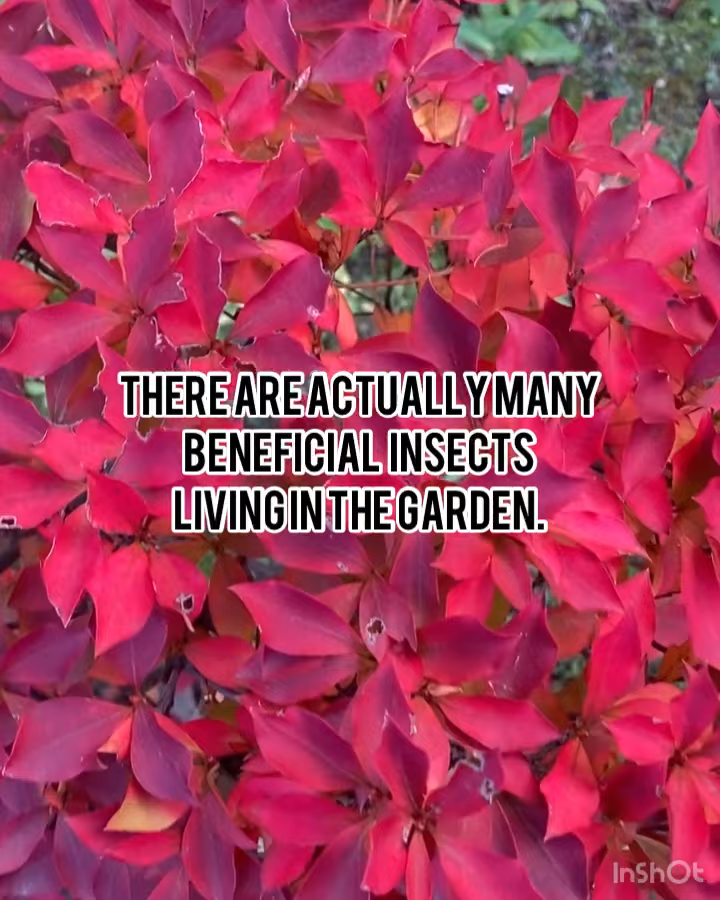 THERE ARE ACTUALLY MANY
BENEFICIAL INSECTS
LIVING IN THE GARDEN.
InShOt